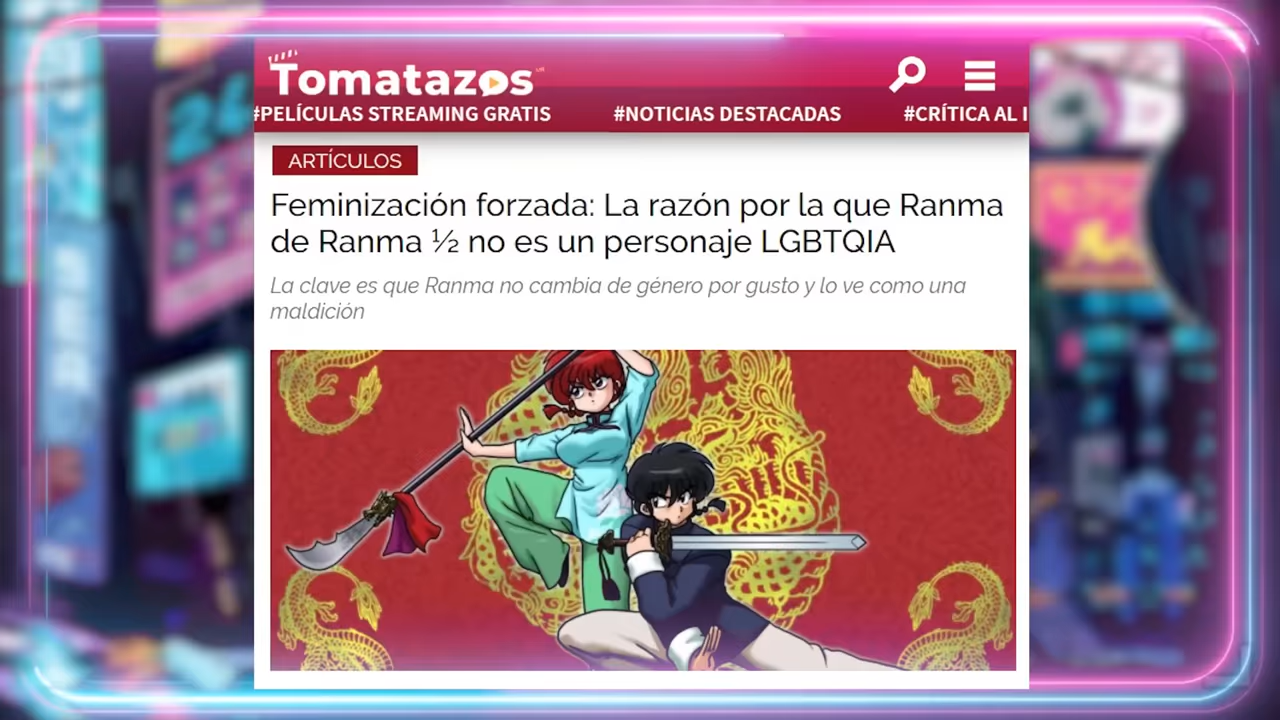 Tomatazos
#PELÍCULAS STREAMING GRATIS #NOTICIAS DESTACADAS #CRÍTICA AL I
ARTÍCULOS
Feminización forzada: La razón por la que Ranma
de Ranma ½ no es un personaje LGBTQIA
La clave es que Ranma no cambia de género por gusto y lo ve como una
maldición